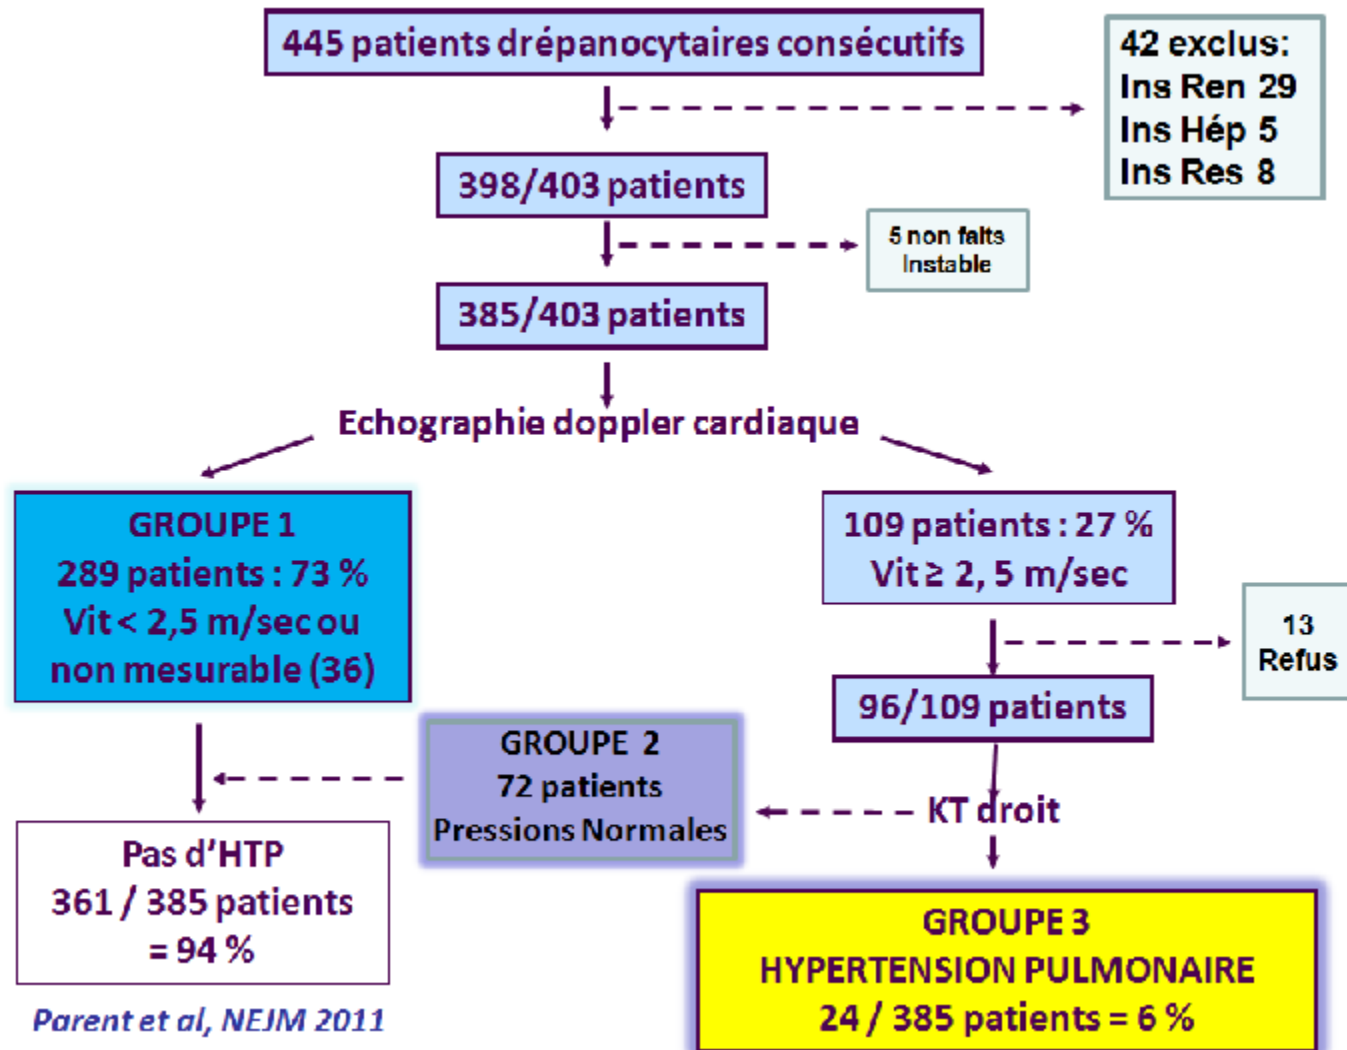 445 patients drépanocytaires consécutifs
42 exclus:
Ins Ren 29
Ins Hép 5
Ins Res 8
398/403 patients
5 non faits
Instable
385/403 patients
Echographie doppler cardiaque
GROUPE 1
289 patients : 73 %
Vit < 2,5 m/sec ou
non mesurable (36)
109 patients : 27 %
Vit ≥ 2, 5 m/sec
13
Refus
96/109 patients
GROUPE 2
72 patients
Pressions Normales
KT droit
Pas d'HTP
361 / 385 patients
= 94 %
GROUPE 3
HYPERTENSION PULMONAIRE
24 / 385 patients = 6 %
Parent et al, NEJM 2011